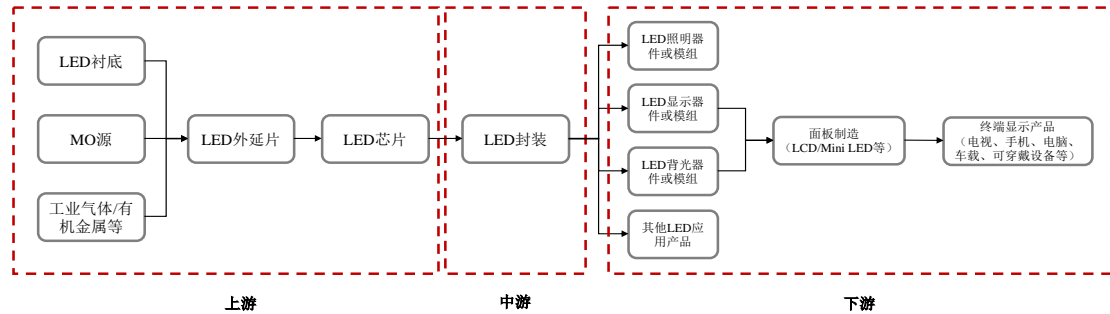 LED衬底
MO源
工业气体/有
机金属等
LED外延片
LED芯片
LED封装
LED照明器
件或模组
LED显示器
件或模组
LED背光器
件或模组
其他LED应
用产品
面板制造
（LCD/Mini LED等）
终端显示产品
（电视、手机、电脑、
车载、可穿戴设备等）
上游
中游
下游